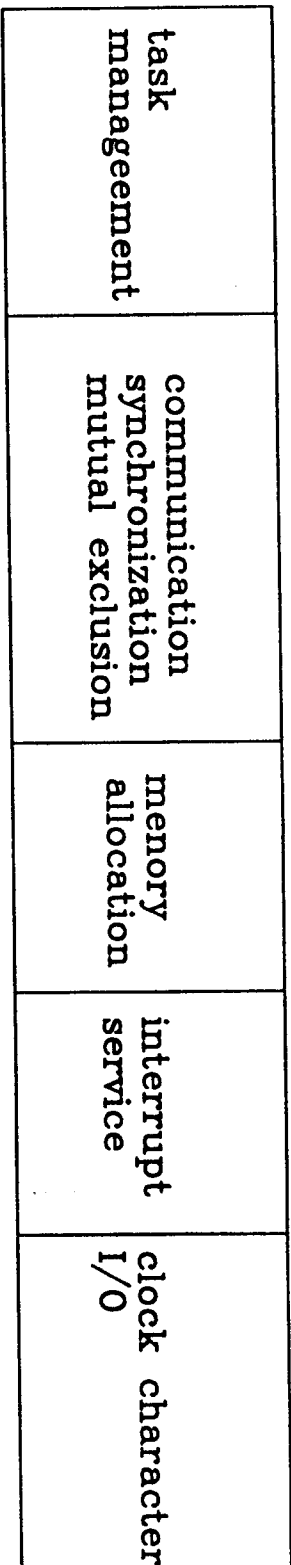 task
manageement
communication
synchronization
mutual exclusion
menory
allocation
interrupt
service
clock character
I/O